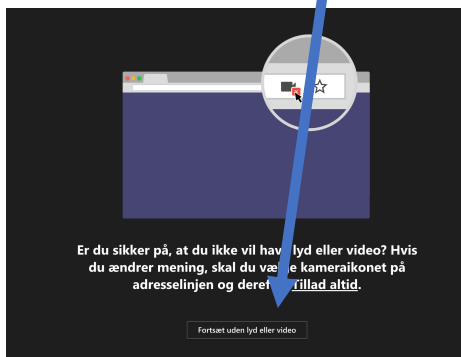 Er du sikker på, at du ikke vil have lyd eller video? Hvis
du ændrer mening, skal du vælge kameraikonet på
adresselinjen og deref Tillad altid.
Fortsæt uden lyd eller video